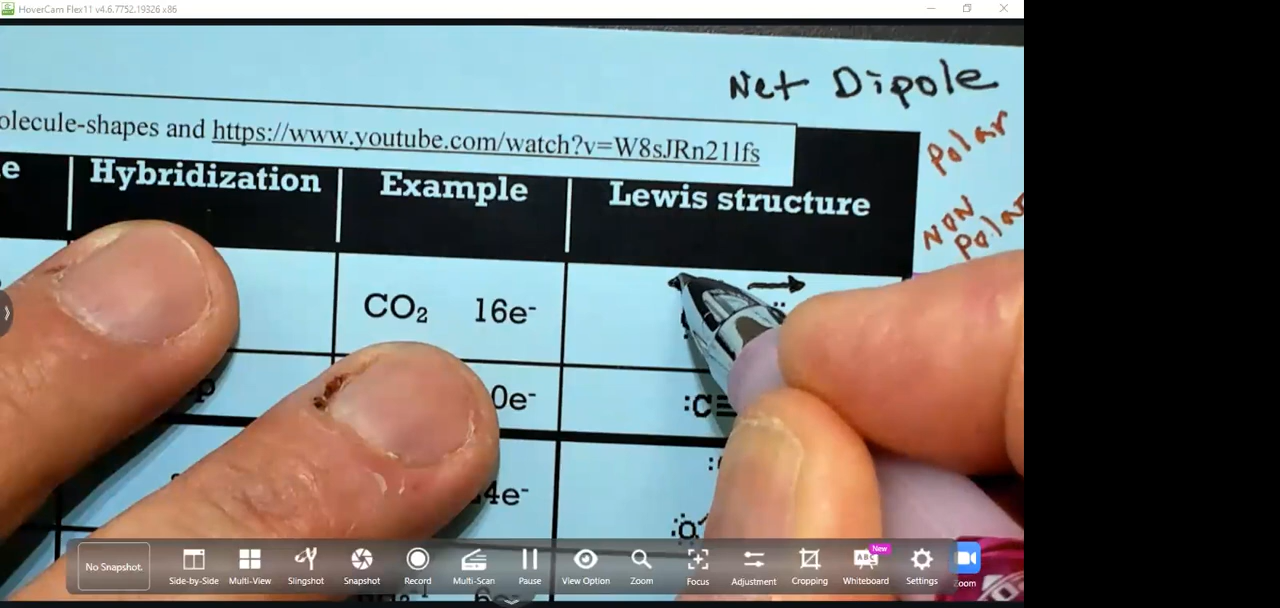 HoverCam Flex11 v4.6.7752.19326 x86
Net Dipole
olecule-shapes and https://www.youtube.com/watch?v=W8sJRn21lfs
Polar
Hybridization Example Lewis structure
NON
Polar
CO₂ 16e⁻
0e⁻
:C≡
4e⁻
No Snapshot.
Side-by-Side Multi-View Slingshot Snapshot Record Multi-Scan Pause View Option Zoom Focus Adjustment Cropping New Whiteboard Settings Zoom